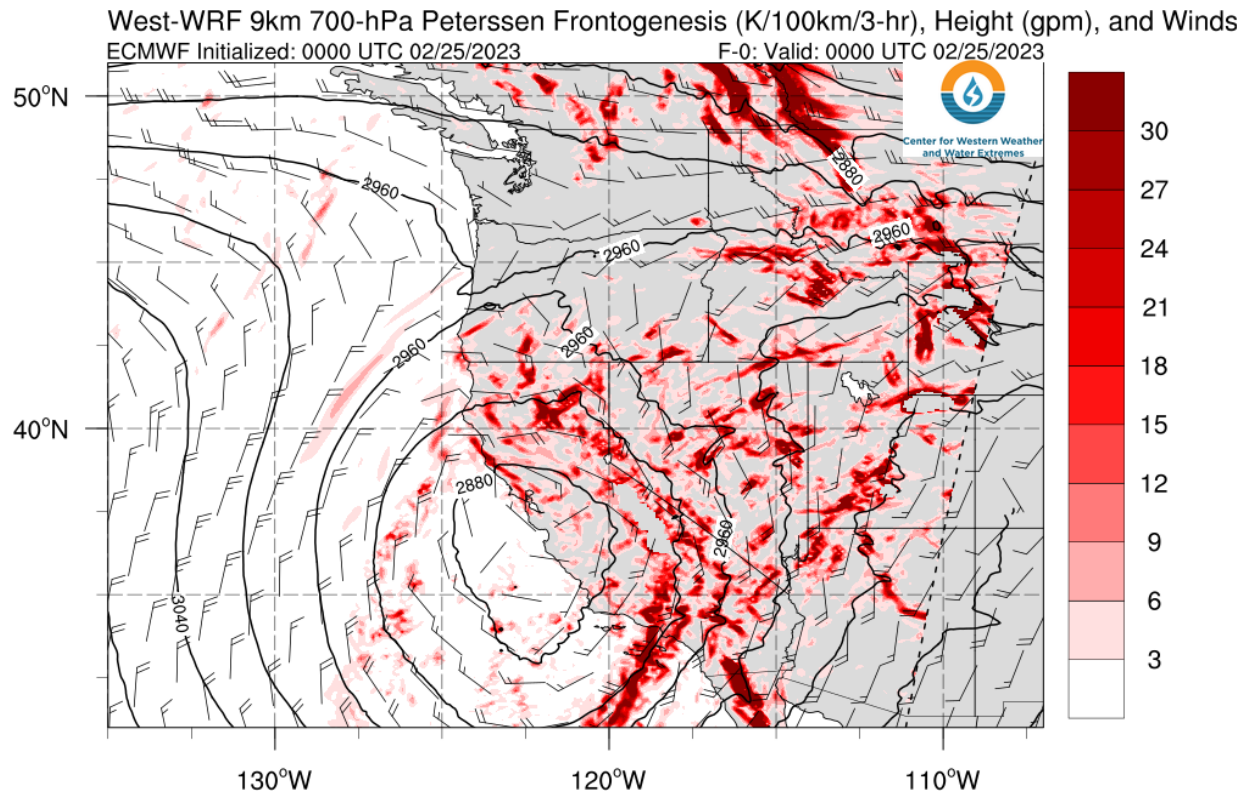 West-WRF 9km 700-hPa Peterssen Frontogenesis (K/100km/3-hr), Height (gpm), and Winds
ECMWF Initialized: 0000 UTC 02/25/2023 F-0: Valid: 0000 UTC 02/25/2023
50°N
Center for Western Weather
and Water Extremes
30
2880
2960
27
2960
2960
24
21
2960
2960
18
15
40°N
12
2880
9
2960
6
3040
3
130°W 120°W 110°W